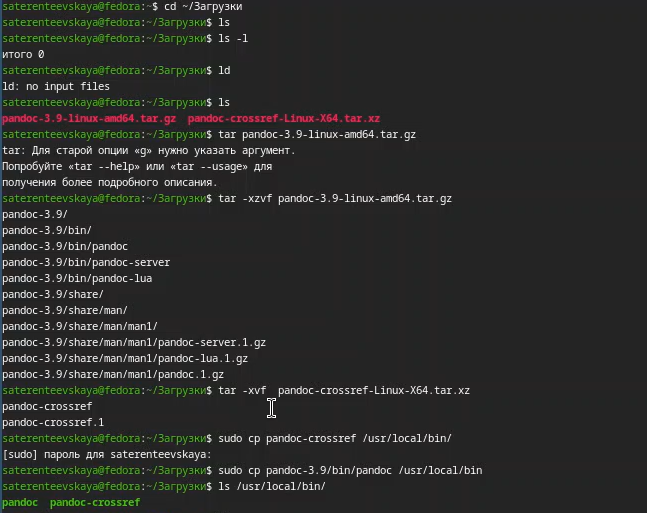 saterenteevskaya@fedora:~$ cd ~/Загрузки
saterenteevskaya@fedora:~/Загрузки$ ls
saterenteevskaya@fedora:~/Загрузки$ ls -l
итого 0
saterenteevskaya@fedora:~/Загрузки$ ld
ld: no input files
saterenteevskaya@fedora:~/Загрузки$ ls
pandoc-3.9-linux-amd64.tar.gz  pandoc-crossref-Linux-X64.tar.xz
saterenteevskaya@fedora:~/Загрузки$ tar pandoc-3.9-linux-amd64.tar.gz
tar: Для старой опции «g» нужно указать аргумент.
Попробуйте «tar --help» или «tar --usage» для
получения более подробного описания.
saterenteevskaya@fedora:~/Загрузки$ tar -xzvf pandoc-3.9-linux-amd64.tar.gz
pandoc-3.9/
pandoc-3.9/bin/
pandoc-3.9/bin/pandoc
pandoc-3.9/bin/pandoc-server
pandoc-3.9/bin/pandoc-lua
pandoc-3.9/share/
pandoc-3.9/share/man/
pandoc-3.9/share/man/man1/
pandoc-3.9/share/man/man1/pandoc-server.1.gz
pandoc-3.9/share/man/man1/pandoc-lua.1.gz
pandoc-3.9/share/man/man1/pandoc.1.gz
saterenteevskaya@fedora:~/Загрузки$ tar -xvf  pandoc-crossref-Linux-X64.tar.xz
pandoc-crossref
pandoc-crossref.1
saterenteevskaya@fedora:~/Загрузки$ sudo cp pandoc-crossref /usr/local/bin/
[sudo] пароль для saterenteevskaya:
saterenteevskaya@fedora:~/Загрузки$ sudo cp pandoc-3.9/bin/pandoc /usr/local/bin
saterenteevskaya@fedora:~/Загрузки$ ls /usr/local/bin/
pandoc  pandoc-crossref